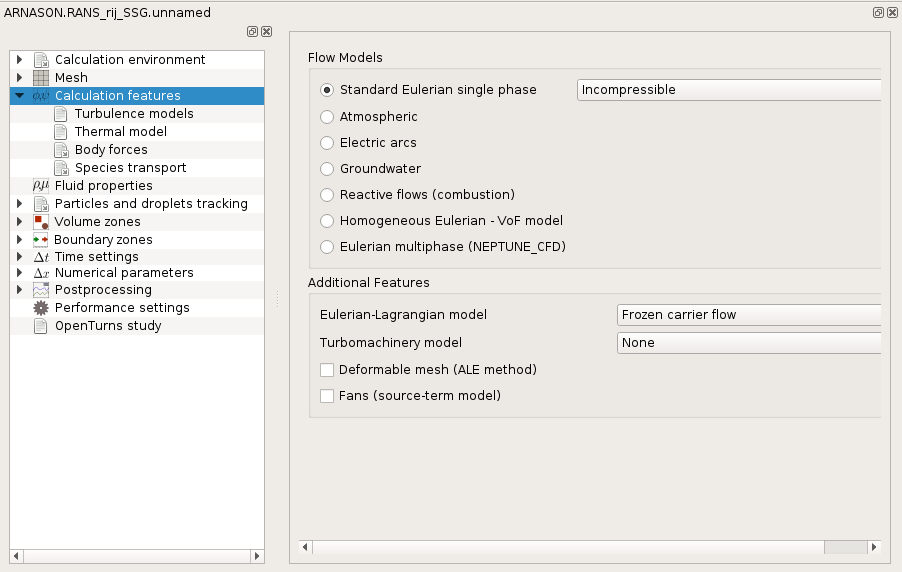 ARNASON.RANS_rij_SSG.unnamed
Calculation environment
Mesh
Calculation features
Turbulence models
Thermal model
Body forces
Species transport
ρ,μ Fluid properties
Particles and droplets tracking
Volume zones
Boundary zones
Δt Time settings
Δx Numerical parameters
Postprocessing
Performance settings
OpenTurns study
Flow Models
Standard Eulerian single phase Incompressible
Atmospheric
Electric arcs
Groundwater
Reactive flows (combustion)
Homogeneous Eulerian - VoF model
Eulerian multiphase (NEPTUNE_CFD)
Additional Features
Eulerian-Lagrangian model Frozen carrier flow
Turbomachinery model None
Deformable mesh (ALE method)
Fans (source-term model)